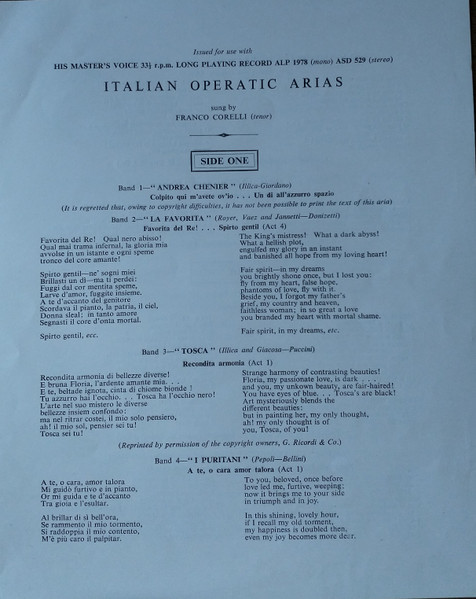 Issued for use with
HIS MASTER'S VOICE 33⅓ r.p.m. LONG PLAYING RECORD ALP 1978 (mono) ASD 529 (stereo)
ITALIAN OPERATIC ARIAS
sung by
FRANCO CORELLI (tenor)
SIDE ONE
Band 1—"ANDREA CHENIER" (Illica-Giordano)
Colpito qui m'avete ov'io . . . Un dì all'azzurro spazio
(It is regretted that, owing to copyright difficulties, it has not been possible to print the text of this aria)
Band 2—"LA FAVORITA" (Royer, Vaez and Jannetti—Donizetti)
Favorita del Re! . . . Spirto gentil (Act 4)
Favorita del Re! Qual nero abisso!
Qual mai trama infernal, la gloria mia
avvolse in un istante e ogni speme
tronco del core amante!
Spirto gentil—ne' sogni miei
Brillasti un dì—ma ti perdei:
Fuggi dal cor mentita speme,
Larve d'amor, fuggite insieme.
A te d'accanto del genitore
Scordava il pianto, la patria, il ciel,
Donna sleal: in tanto amore
Segnasti il core d'onta mortal.
Spirto gentil, ecc.
The King's mistress! What a dark abyss!
What a hellish plot,
engulfed my glory in an instant
and banished all hope from my loving heart!
Fair spirit—in my dreams
you brightly shone once, but I lost you:
fly from my heart, false hope,
phantoms of love, fly with it.
Beside you, I forgot my father's
grief, my country and heaven,
faithless woman; in so great a love
you branded my heart with mortal shame.
Fair spirit, in my dreams, etc.
Band 3—"TOSCA" (Illica and Giacosa—Puccini)
Recondita armonia (Act 1)
Recondita armonia di bellezze diverse!
E bruna Floria, l'ardente amante mia. . .
E te, beltade ignota, cinta di chiome bionde!
Tu azzurro hai l'occhio. . . Tosca ha l'occhio nero!
L'arte nel suo mistero le diverse
bellezze insiem confondo:
ma nel ritrar costei, il mio solo pensiero,
ah! il mio sol, pensier sei tu!
Tosca sei tu!
Strange harmony of contrasting beauties!
Floria, my passionate love, is dark . . .
and you, my unkown beauty, are fair-haired!
You have eyes of blue. . . Tosca's are black!
Art mysteriously blends the
different beauties:
but in painting her, my only thought,
ah! my only thought is of
you, Tosca, of you!
(Reprinted by permission of the copyright owners, G. Ricordi & Co.)
Band 4—"I PURITANI" (Pepoli—Bellini)
A te, o cara amor talora (Act 1)
A te, o cara, amor talora
Mi guidò furtivo e in pianto,
Or mi guida e te d'accanto
Tra gioia e l'esultar.
Al brillar di sì bell'ora,
Se rammento il mio tormento,
Si raddoppia il mio contento,
M'è più caro il palpitar.
To you, beloved, once before
love led me, furtive, weeping;
now it brings me to your side
in triumph and in joy.
In this shining, lovely hour,
if I recall my old torment,
my happiness is doubled then,
even my joy becomes more dear.